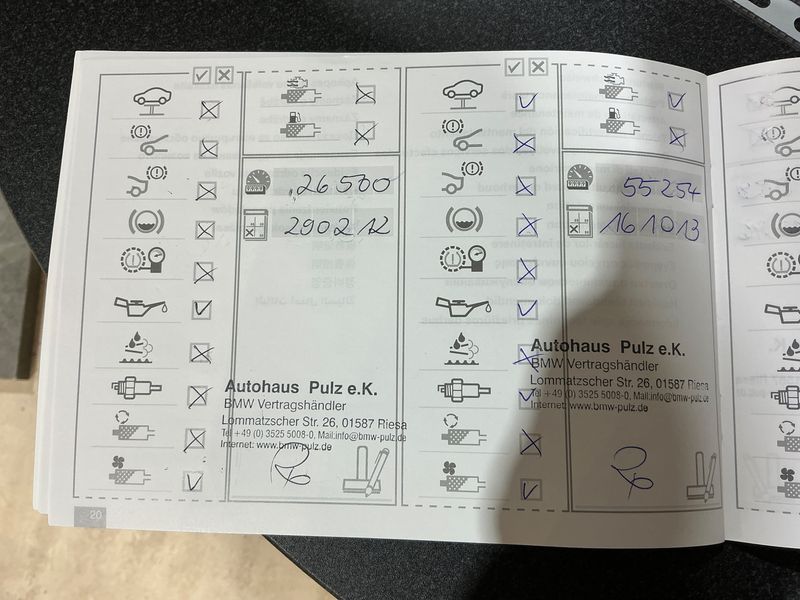 26500
290212
Autohaus Pulz e.K.
BMW Vertragshändler
Lommatzscher Str. 26, 01587 Riesa
Tel +49 (0) 3525 5008-0, Mail:info@bmw-pulz.de
Internet: www.bmw-pulz.de
20
55254
161013
Autohaus Pulz e.K.
BMW Vertragshändler
Lommatzscher Str. 26, 01587 Riesa
Tel +49 (0) 3525 5008-0, Mail:info@bmw-pulz.de
Internet: www.bmw-pulz.de